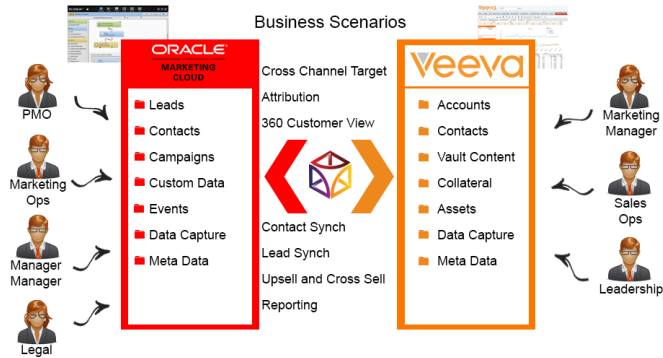 Business Scenarios
ORACLE
MARKETING
CLOUD
Leads
Contacts
Campaigns
Custom Data
Events
Data Capture
Meta Data
PMO
Marketing
Ops
Manager
Manager
Legal
Cross Channel Target
Attribution
360 Customer View
Contact Synch
Lead Synch
Upsell and Cross Sell
Reporting
veeva
Accounts
Contacts
Vault Content
Collateral
Assets
Data Capture
Meta Data
Marketing
Manager
Sales
Ops
Leadership